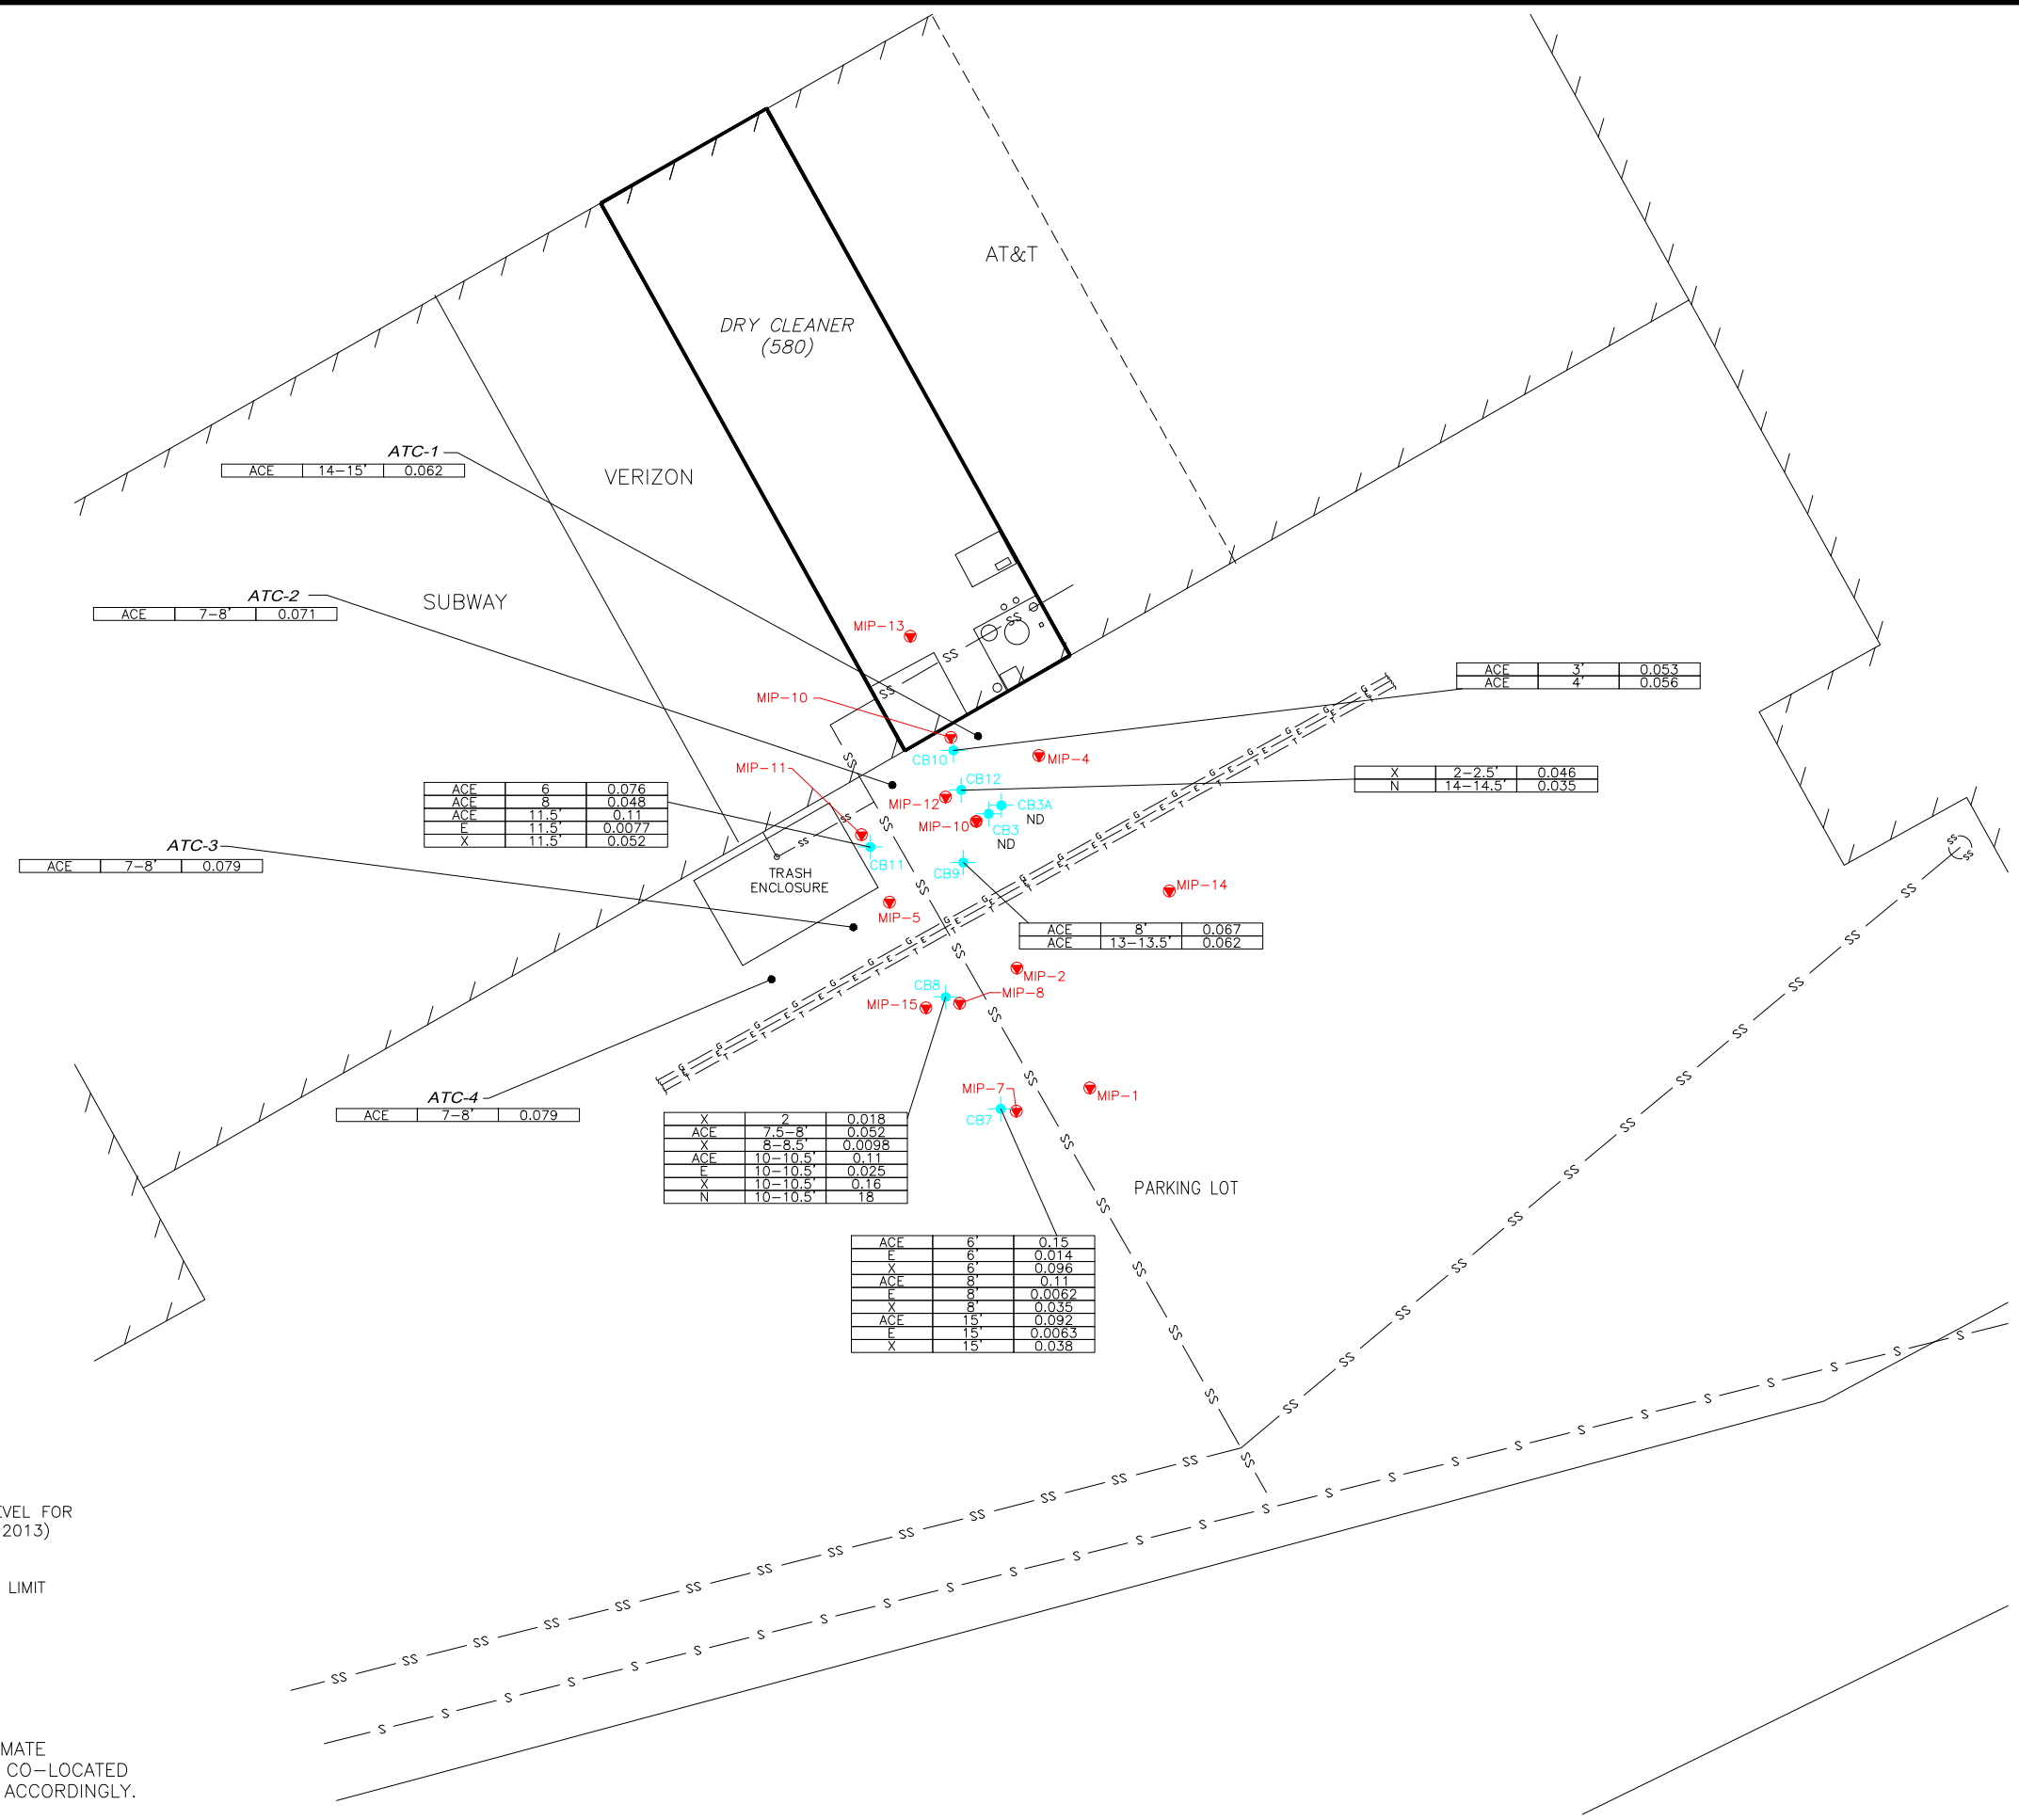 AT&T
DRY CLEANER
(580)
ATC-1
ACE 14-15' 0.062
VERIZON
ATC-2
ACE 7-8' 0.071
SUBWAY
MIP-13
SS
SS
SS
ACE 3' 0.053
ACE 4' 0.056
MIP-10
CB10
MIP-4
MIP-11
CB12
X 2-2.5' 0.046
N 14-14.5' 0.035
ACE 6 0.076
ACE 8 0.048
ACE 11.5' 0.11
E 11.5' 0.0077
X 11.5' 0.052
MIP-12
CB3A
ND
MIP-10
CB3
ND
ATC-3
ACE 7-8' 0.079
CB11
CB9
TRASH
ENCLOSURE
MIP-14
MIP-5
ACE 8' 0.067
ACE 13-13.5' 0.062
MIP-2
CB8
MIP-8
MIP-15
ATC-4
ACE 7-8' 0.079
MIP-7
MIP-1
CB7
X 2 0.018
ACE 7.5-8' 0.052
X 8-8.5' 0.0098
ACE 10-10.5' 0.11
E 10-10.5' 0.025
X 10-10.5' 0.16
N 10-10.5' 18
PARKING LOT
ACE 6' 0.15
E 6' 0.014
X 6' 0.096
ACE 8' 0.11
E 8' 0.0062
X 8' 0.035
ACE 15' 0.092
E 15' 0.0063
X 15' 0.038
EVEL FOR
2013)
LIMIT
MATE
CO-LOCATED
ACCORDINGLY.